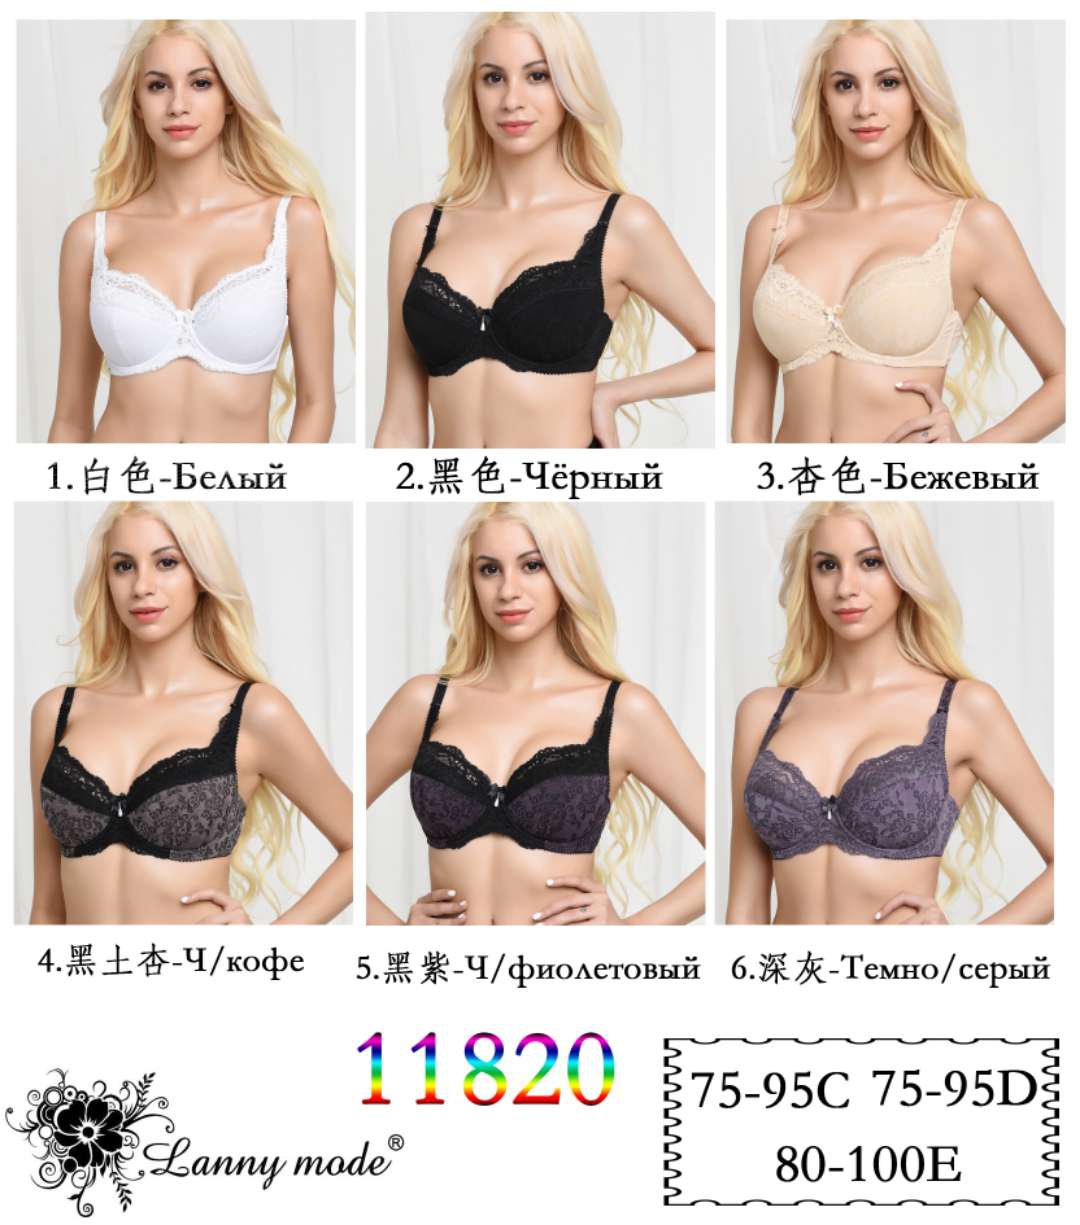 1.白色-Белый
2.黑色-Чёрный
3.杏色-Бежевый
4.黑土杏-Ч/кофе
5.黑紫-Ч/фиолетовый
6.深灰-Темно/серый
11820
Lanny mode®
75-95C 75-95D
80-100E